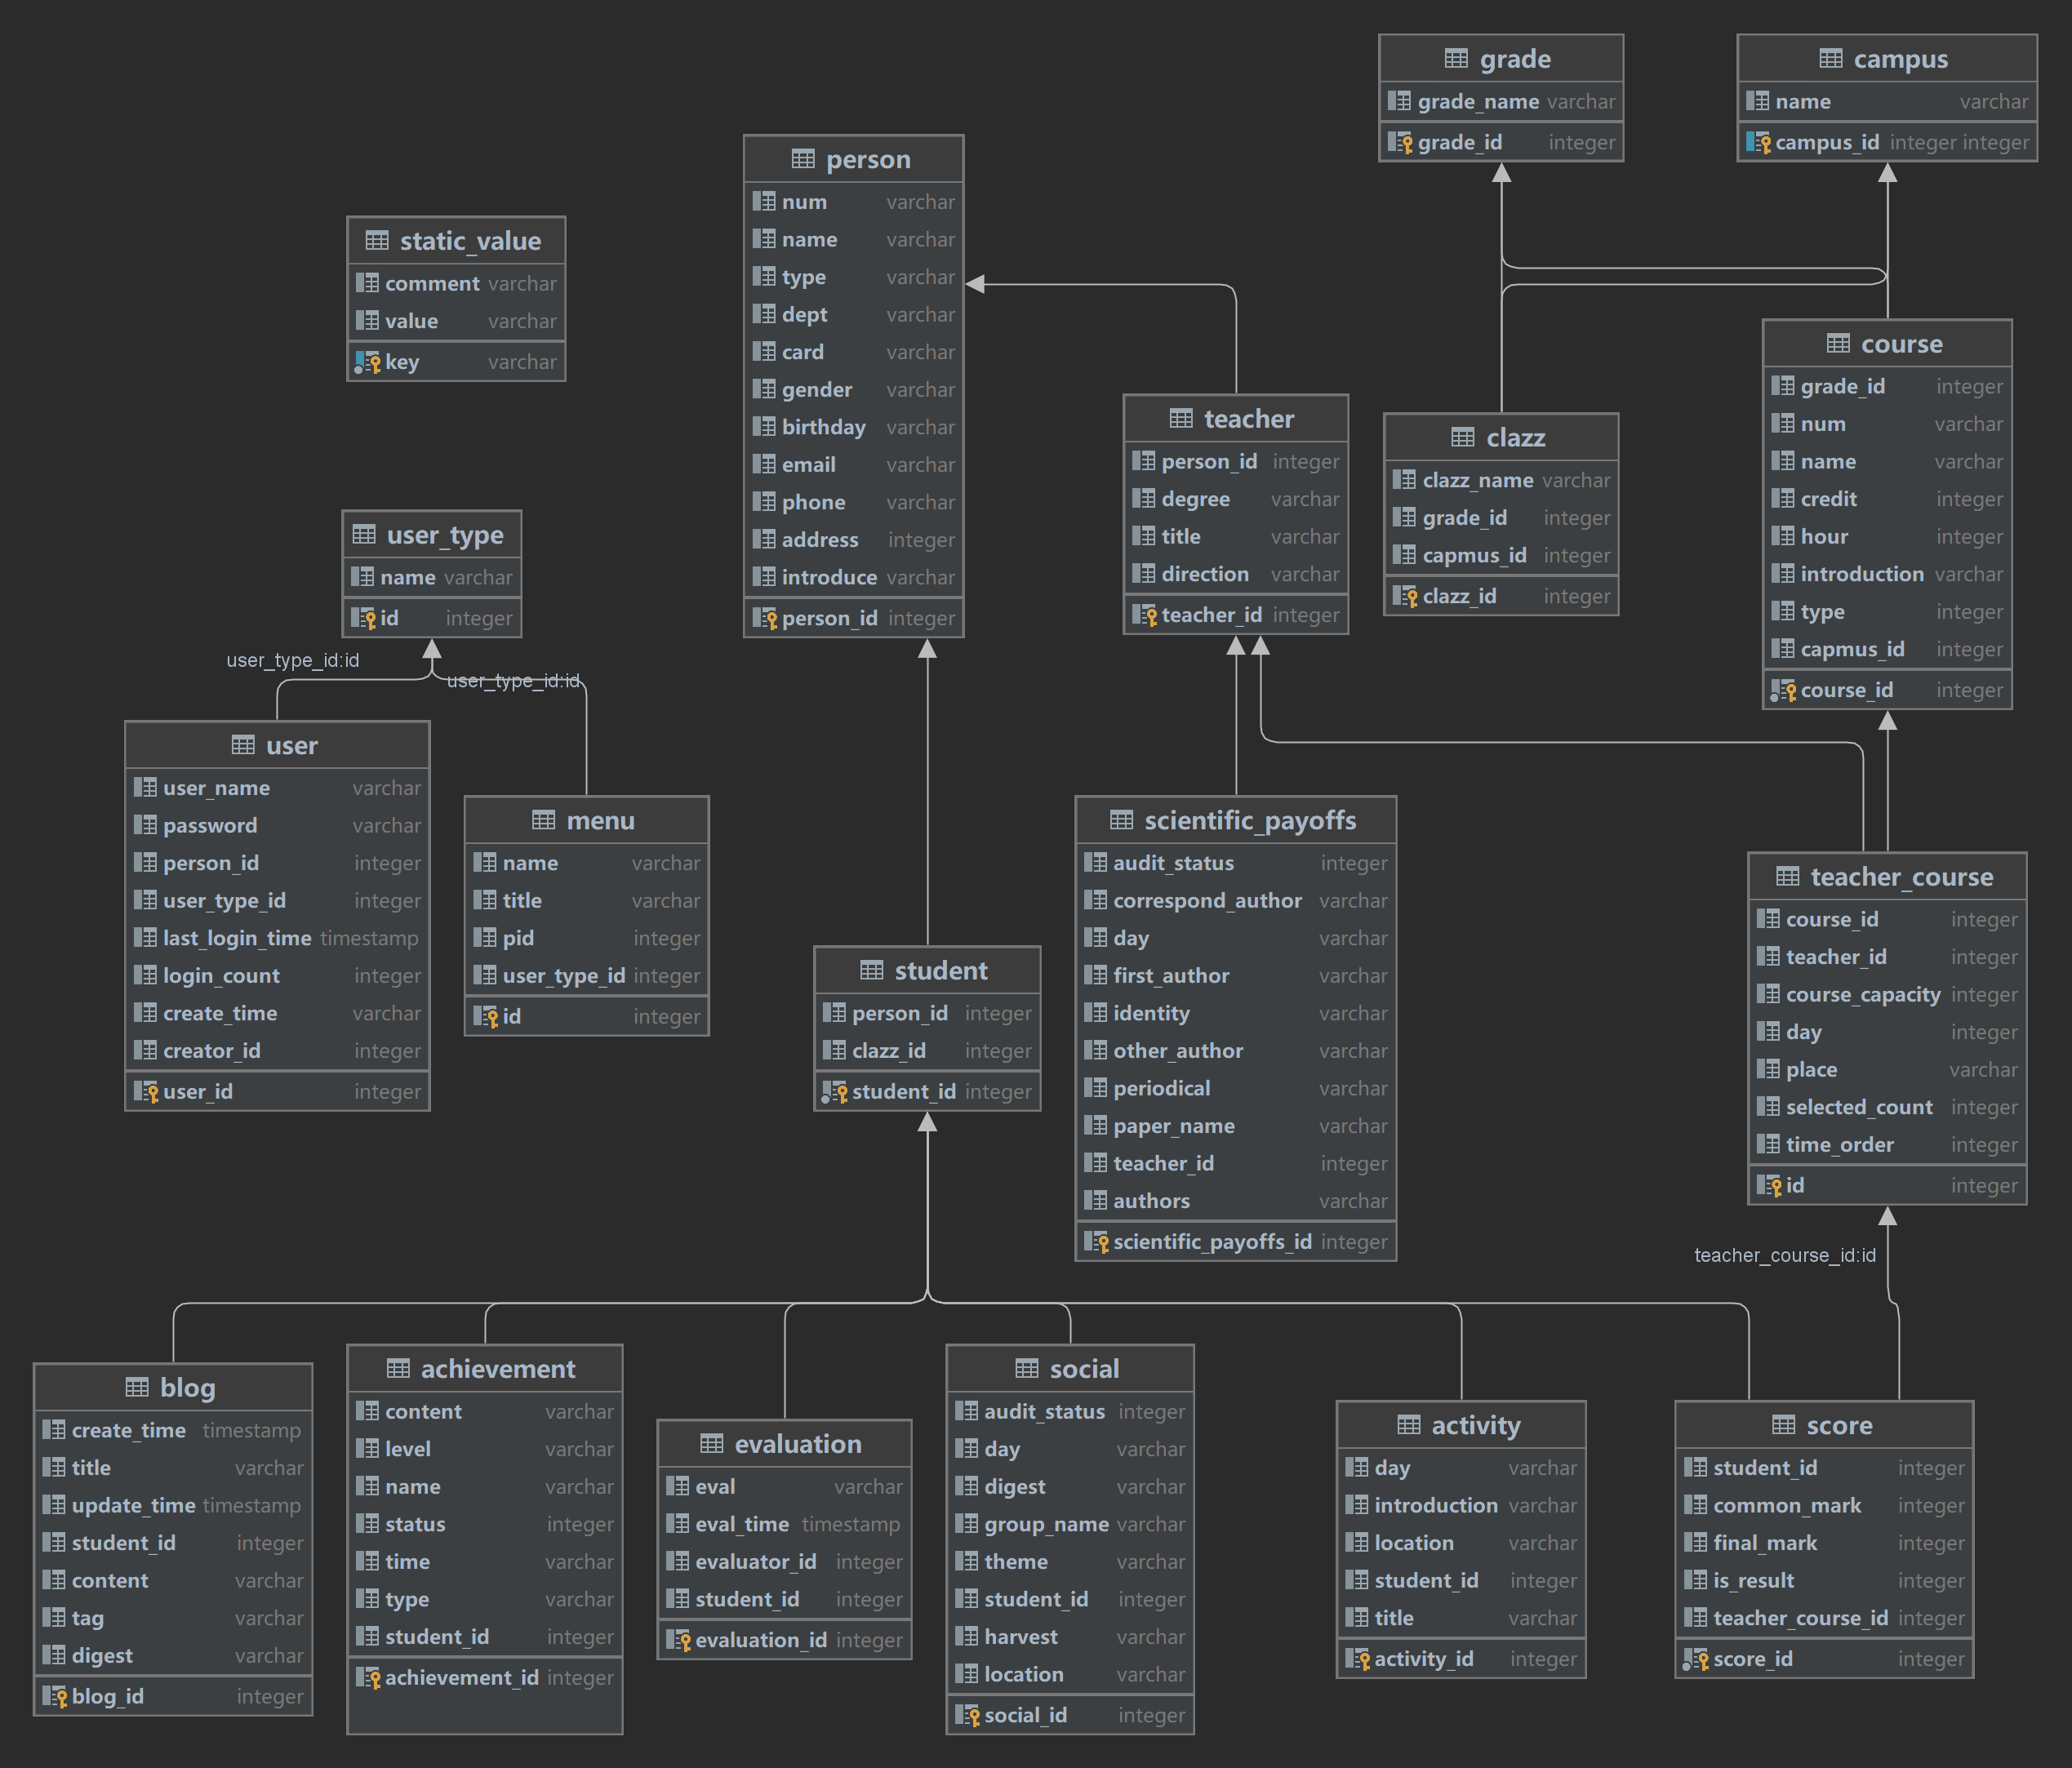 grade
grade_name varchar
grade_id integer
campus
name varchar
campus_id integer integer
person
num varchar
name varchar
type varchar
dept varchar
card varchar
gender varchar
birthday varchar
email varchar
phone varchar
address integer
introduce varchar
person_id integer
static_value
comment varchar
value varchar
key varchar
teacher
person_id integer
degree varchar
title varchar
direction varchar
teacher_id integer
clazz
clazz_name varchar
grade_id integer
capmus_id integer
clazz_id integer
course
grade_id integer
num varchar
name varchar
credit integer
hour integer
introduction varchar
type integer
capmus_id integer
course_id integer
user_type
name varchar
id integer
user_type_id:id
user_type_id:id
user
user_name varchar
password varchar
person_id integer
user_type_id integer
last_login_time timestamp
login_count integer
create_time varchar
creator_id integer
user_id integer
menu
name varchar
title varchar
pid integer
user_type_id integer
id integer
student
person_id integer
clazz_id integer
student_id integer
scientific_payoffs
audit_status integer
correspond_author varchar
day varchar
first_author varchar
identity varchar
other_author varchar
periodical varchar
paper_name varchar
teacher_id integer
authors varchar
scientific_payoffs_id integer
teacher_course
course_id integer
teacher_id integer
course_capacity integer
day integer
place varchar
selected_count integer
time_order integer
id integer
teacher_course_id:id
blog
create_time timestamp
title varchar
update_time timestamp
student_id integer
content varchar
tag varchar
digest varchar
blog_id integer
achievement
content varchar
level varchar
name varchar
status integer
time varchar
type varchar
student_id integer
achievement_id integer
evaluation
eval varchar
eval_time timestamp
evaluator_id integer
student_id integer
evaluation_id integer
social
audit_status integer
day varchar
digest varchar
group_name varchar
theme varchar
student_id integer
harvest varchar
location varchar
social_id integer
activity
day varchar
introduction varchar
location varchar
student_id integer
title varchar
activity_id integer
score
student_id integer
common_mark integer
final_mark integer
is_result integer
teacher_course_id integer
score_id integer